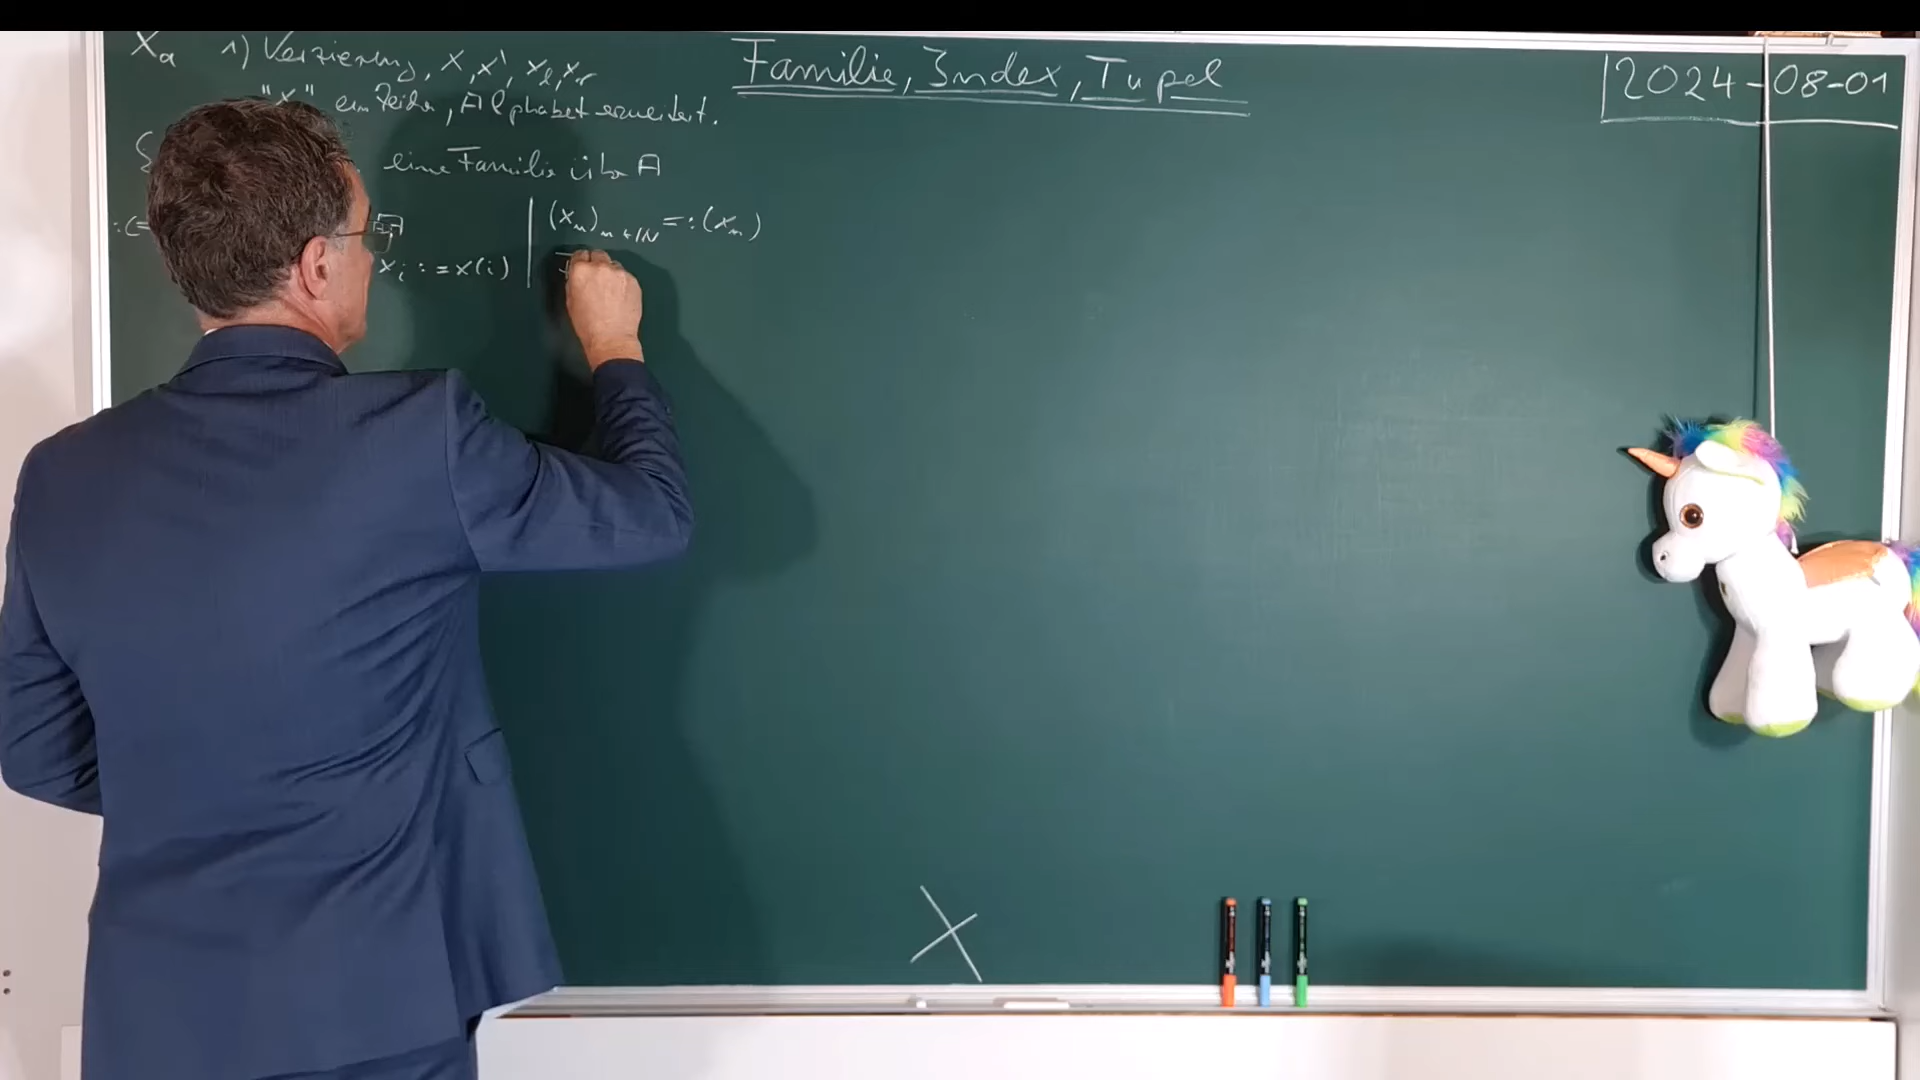 Familie, Index, Tupel
2024-08-01
Xₐ 1) Verzierung, X, X', Xₗ, Xᵣ
"X" ein Zeichen, Alphabet erweitert.
eine Familie über A
:(=
xᵢ := x(i)
(xₙ)ₙ∈ℕ =: (xₙ)
X